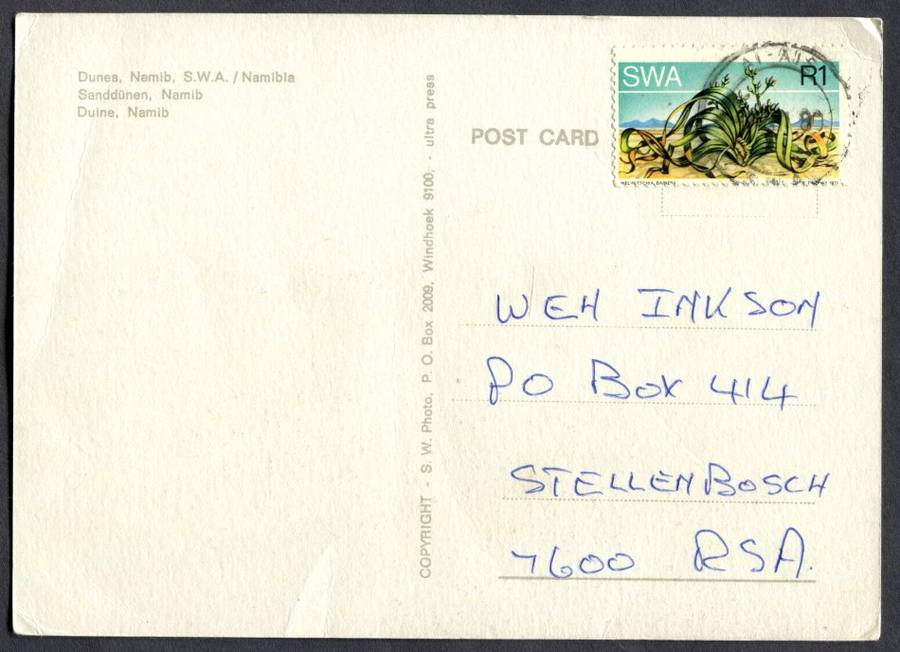 Dunes, Namib, S.W.A. / Namibia
Sanddünen, Namib
Duine, Namib
COPYRIGHT - S. W. Photo, P. O. Box 2009, Windhoek 9100, - ultra press
POST CARD
SWA R1
WEH INKSON
PO BOX 414
STELLENBOSCH
7600 RSA.